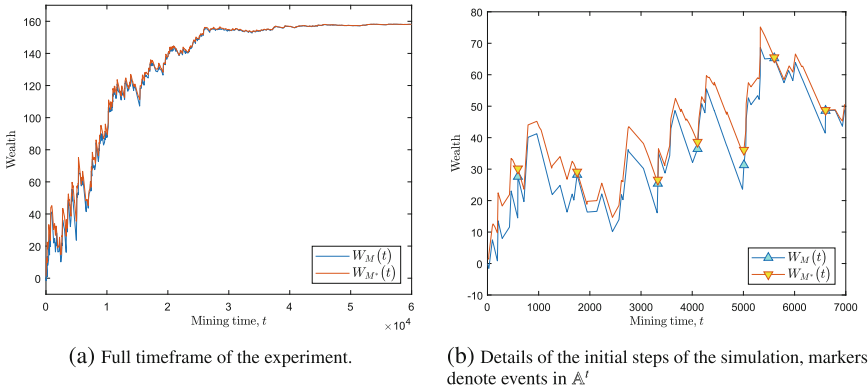 160
140
120
100
80
60
40
20
0
Wealth
0 1 2 3 4 5 6
× 10⁴
Mining time, t
W_M(t)
W_{M*}(t)
(a) Full timeframe of the experiment.
80
70
60
50
40
30
20
10
0
-10
Wealth
0 1000 2000 3000 4000 5000 6000 7000
Mining time, t
W_M(t)
W_{M*}(t)
(b) Details of the initial steps of the simulation, markers
denote events in 𝔸ᵗ